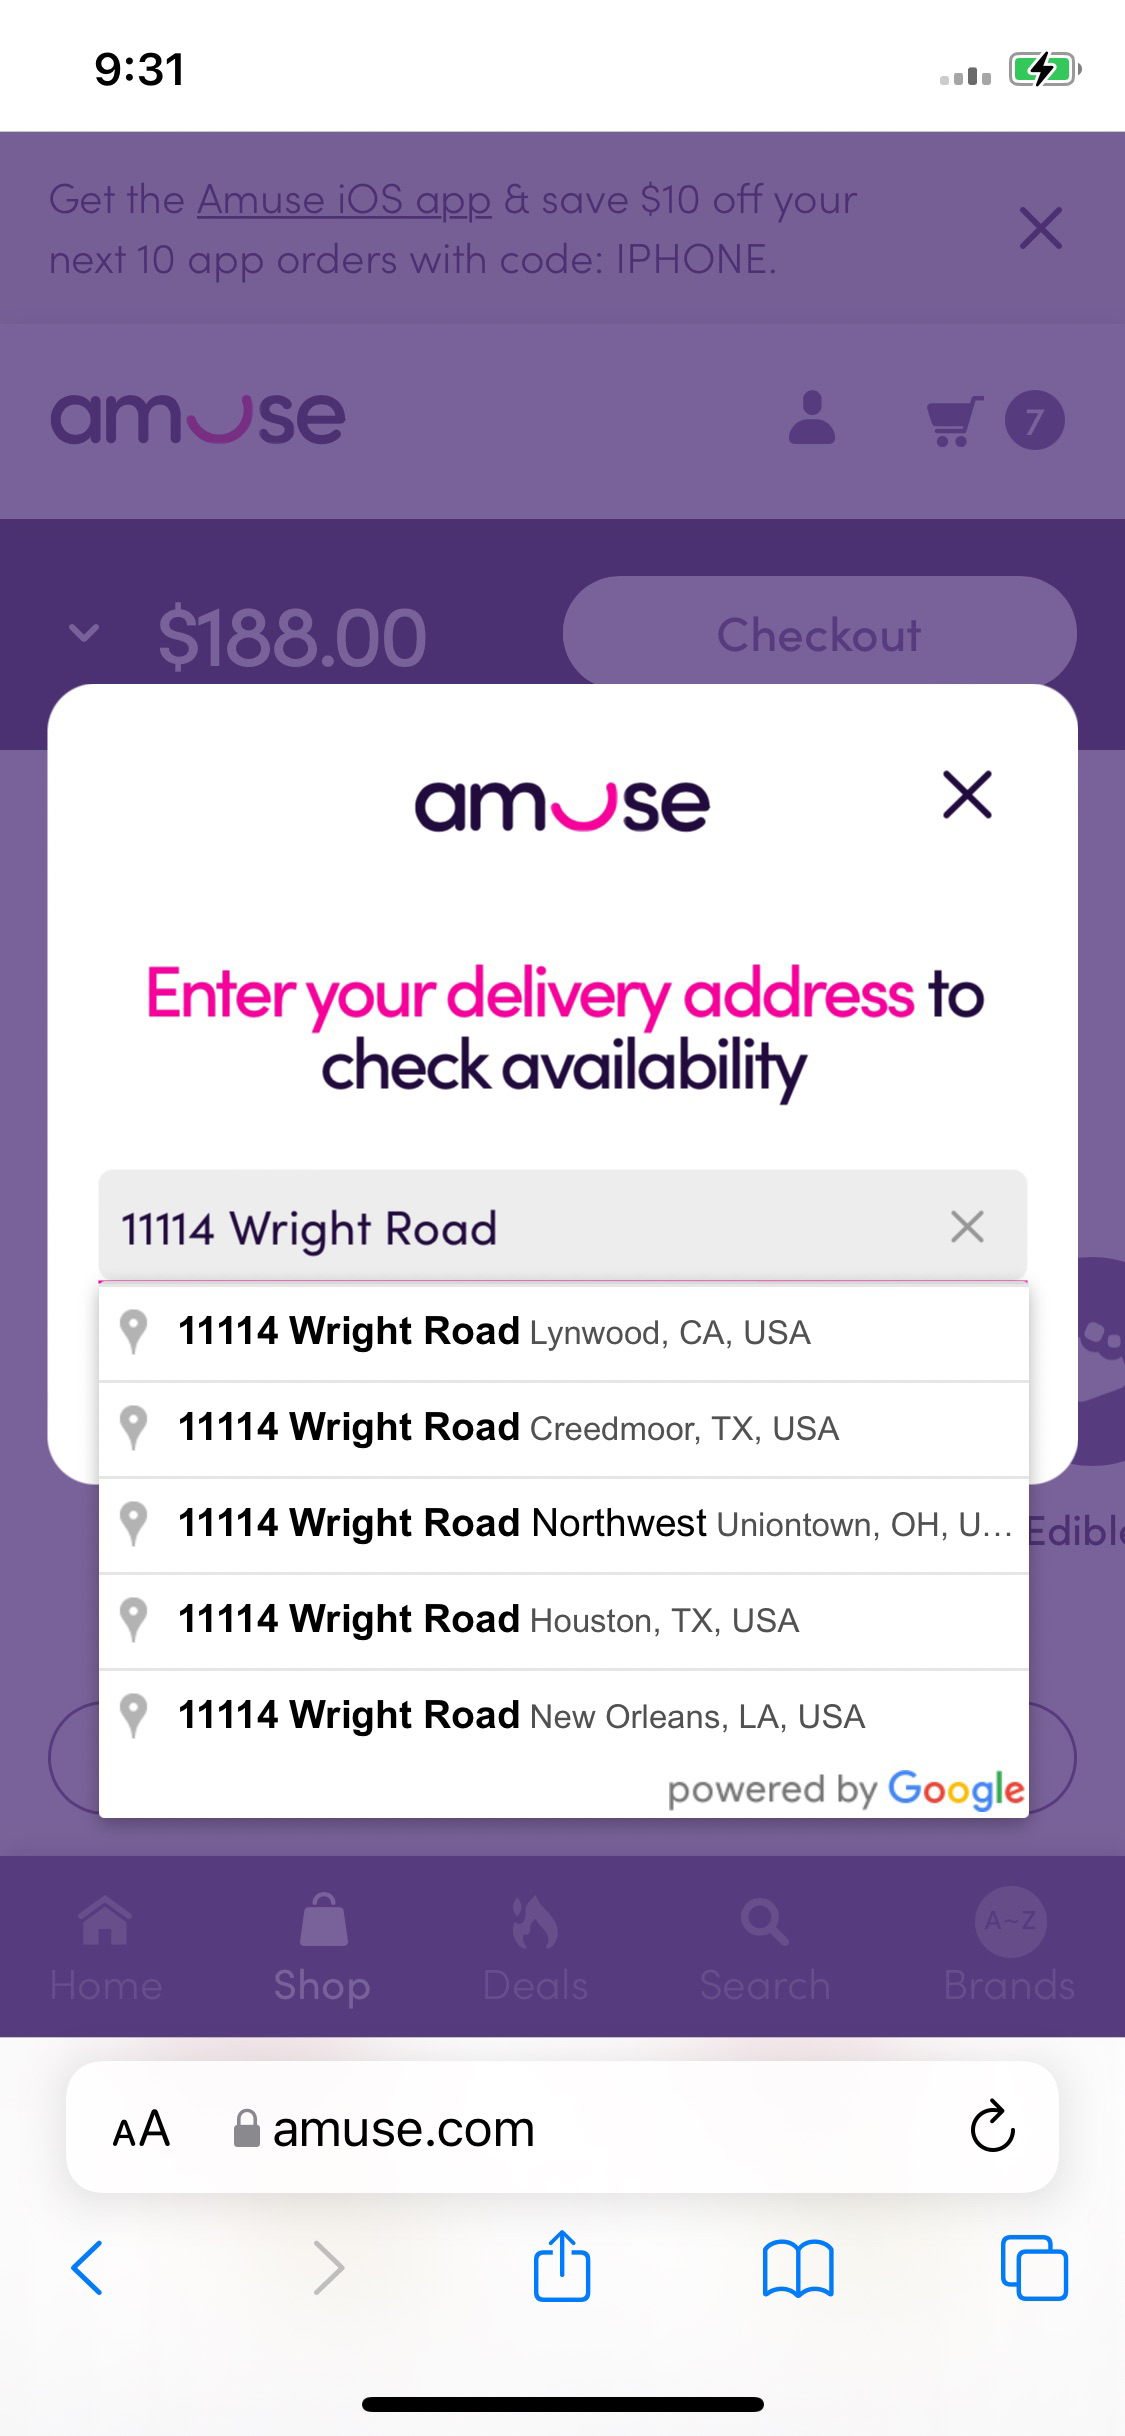 9:31
Get the Amuse iOS app & save $10 off your
next 10 app orders with code: IPHONE.
amuse
7
$188.00
Checkout
amuse
Enter your delivery address to
check availability
11114 Wright Road
11114 Wright Road Lynwood, CA, USA
11114 Wright Road Creedmoor, TX, USA
11114 Wright Road Northwest Uniontown, OH, U...
Edible
11114 Wright Road Houston, TX, USA
11114 Wright Road New Orleans, LA, USA
powered by Google
A~Z
Home
Shop
Deals
Search
Brands
AA
amuse.com